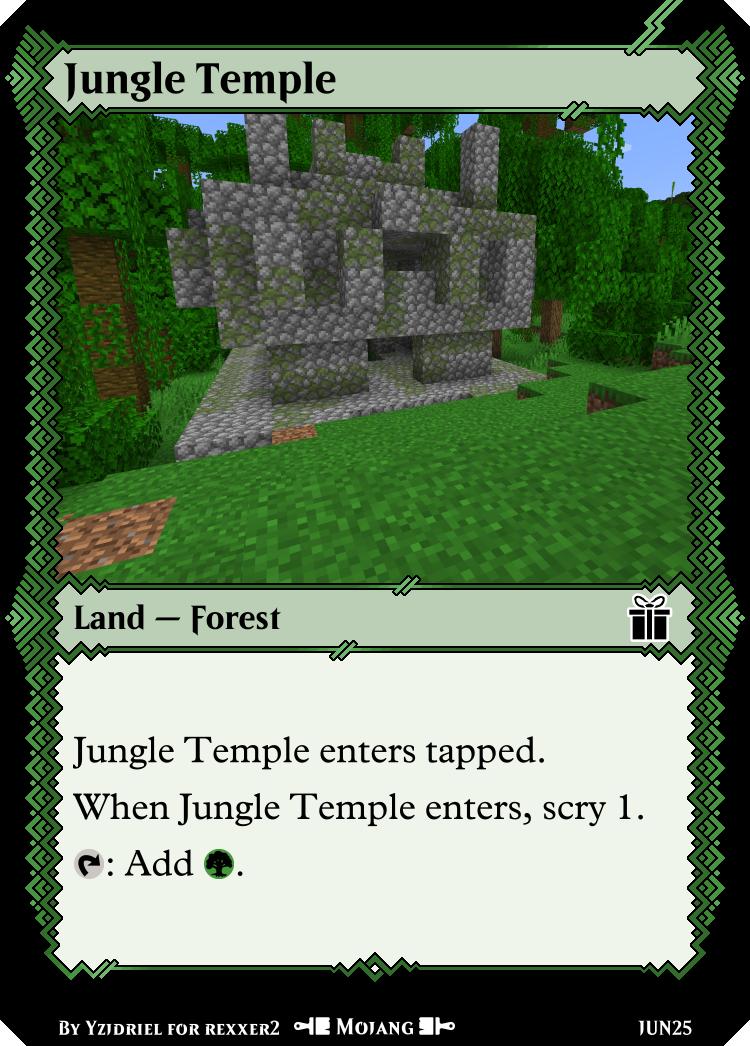 Jungle Temple
Land — Forest
Jungle Temple enters tapped.
When Jungle Temple enters, scry 1.
: Add .
By Yzjdriel for rexxer2 Mojang JUN25